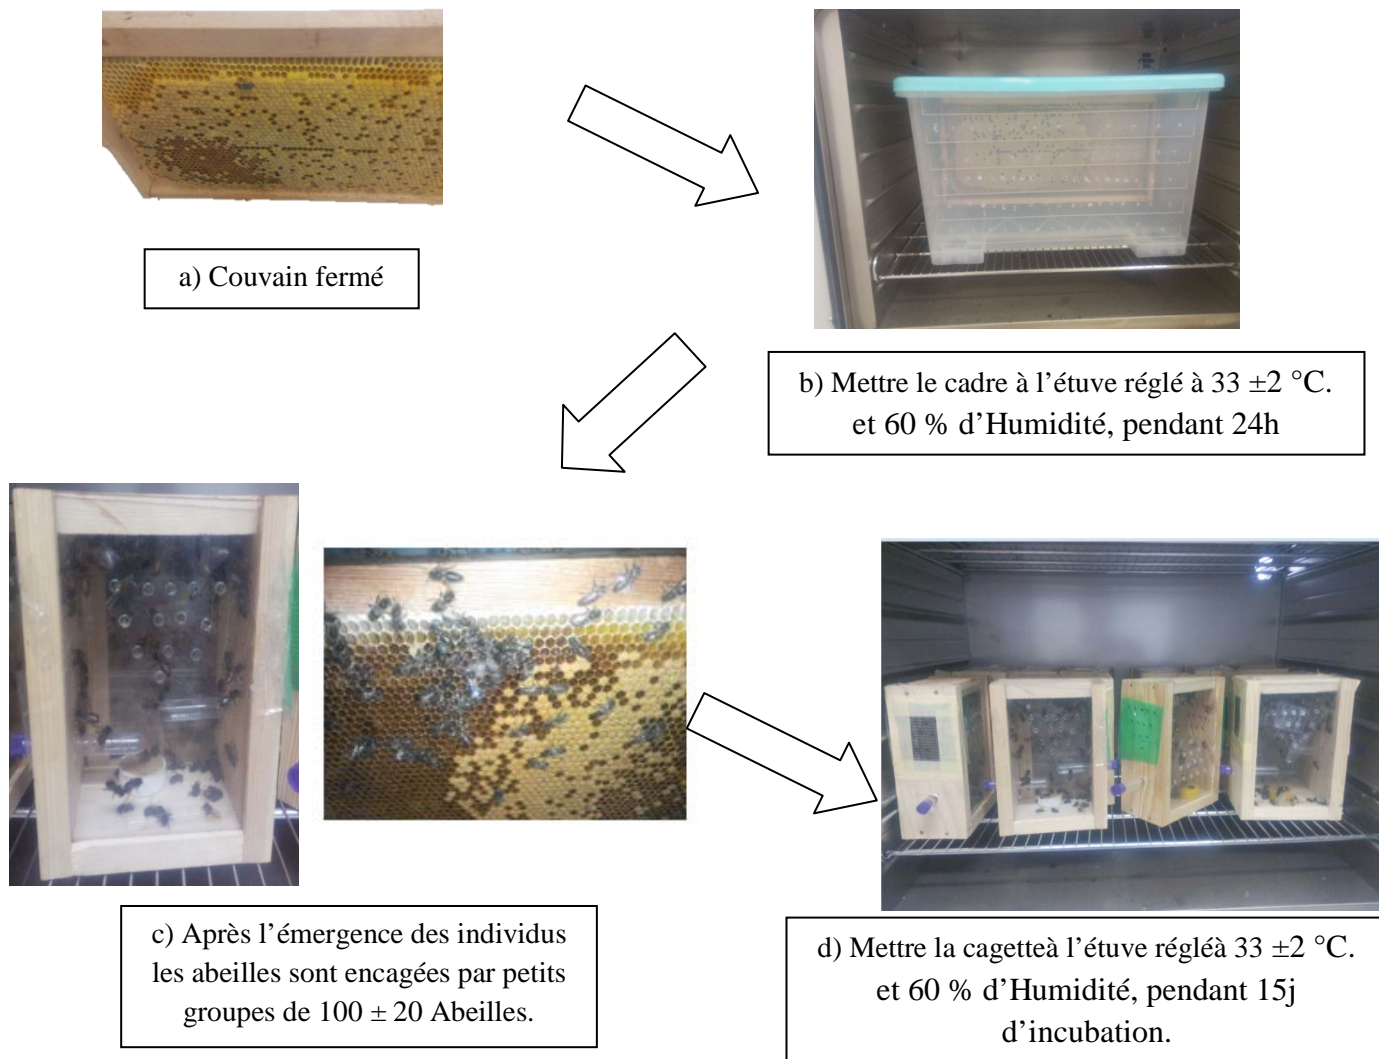 a) Couvain fermé
b) Mettre le cadre à l’étuve réglé à 33 ±2 °C.
et 60 % d’Humidité, pendant 24h
c) Après l’émergence des individus
les abeilles sont encagées par petits
groupes de 100 ± 20 Abeilles.
d) Mettre la cagetteà l’étuve régléà 33 ±2 °C.
et 60 % d’Humidité, pendant 15j
d’incubation.